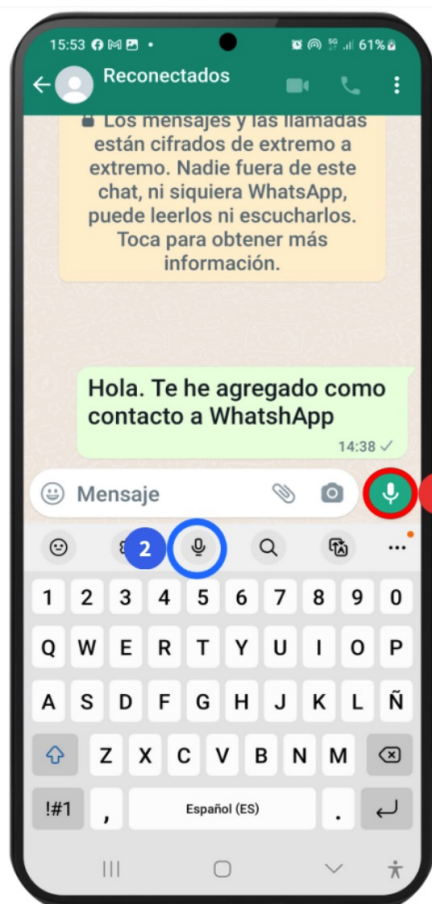 15:53
61%
Reconectados
Los mensajes y las llamadas
están cifrados de extremo a
extremo. Nadie fuera de este
chat, ni siquiera WhatsApp,
puede leerlos ni escucharlos.
Toca para obtener más
información.
Hola. Te he agregado como
contacto a WhatshApp
14:38
Mensaje
2
1 2 3 4 5 6 7 8 9 0
Q W E R T Y U I O P
A S D F G H J K L Ñ
Z X C V B N M
!#1 , Español (ES) .